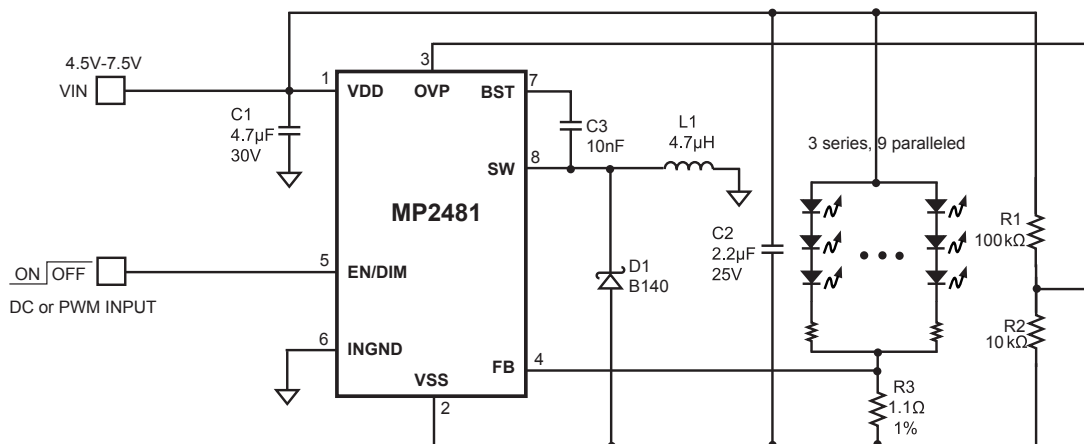 4.5V-7.5V
VIN
1
3
7
VDD
OVP
BST
C1
4.7μF
30V
C3
10nF
L1
4.7μH
3 series, 9 paralleled
8
SW
MP2481
C2
2.2μF
25V
R1
100kΩ
ON OFF
5
EN/DIM
D1
B140
DC or PWM INPUT
R2
10kΩ
6
INGND
FB
4
VSS
2
R3
1.1Ω
1%